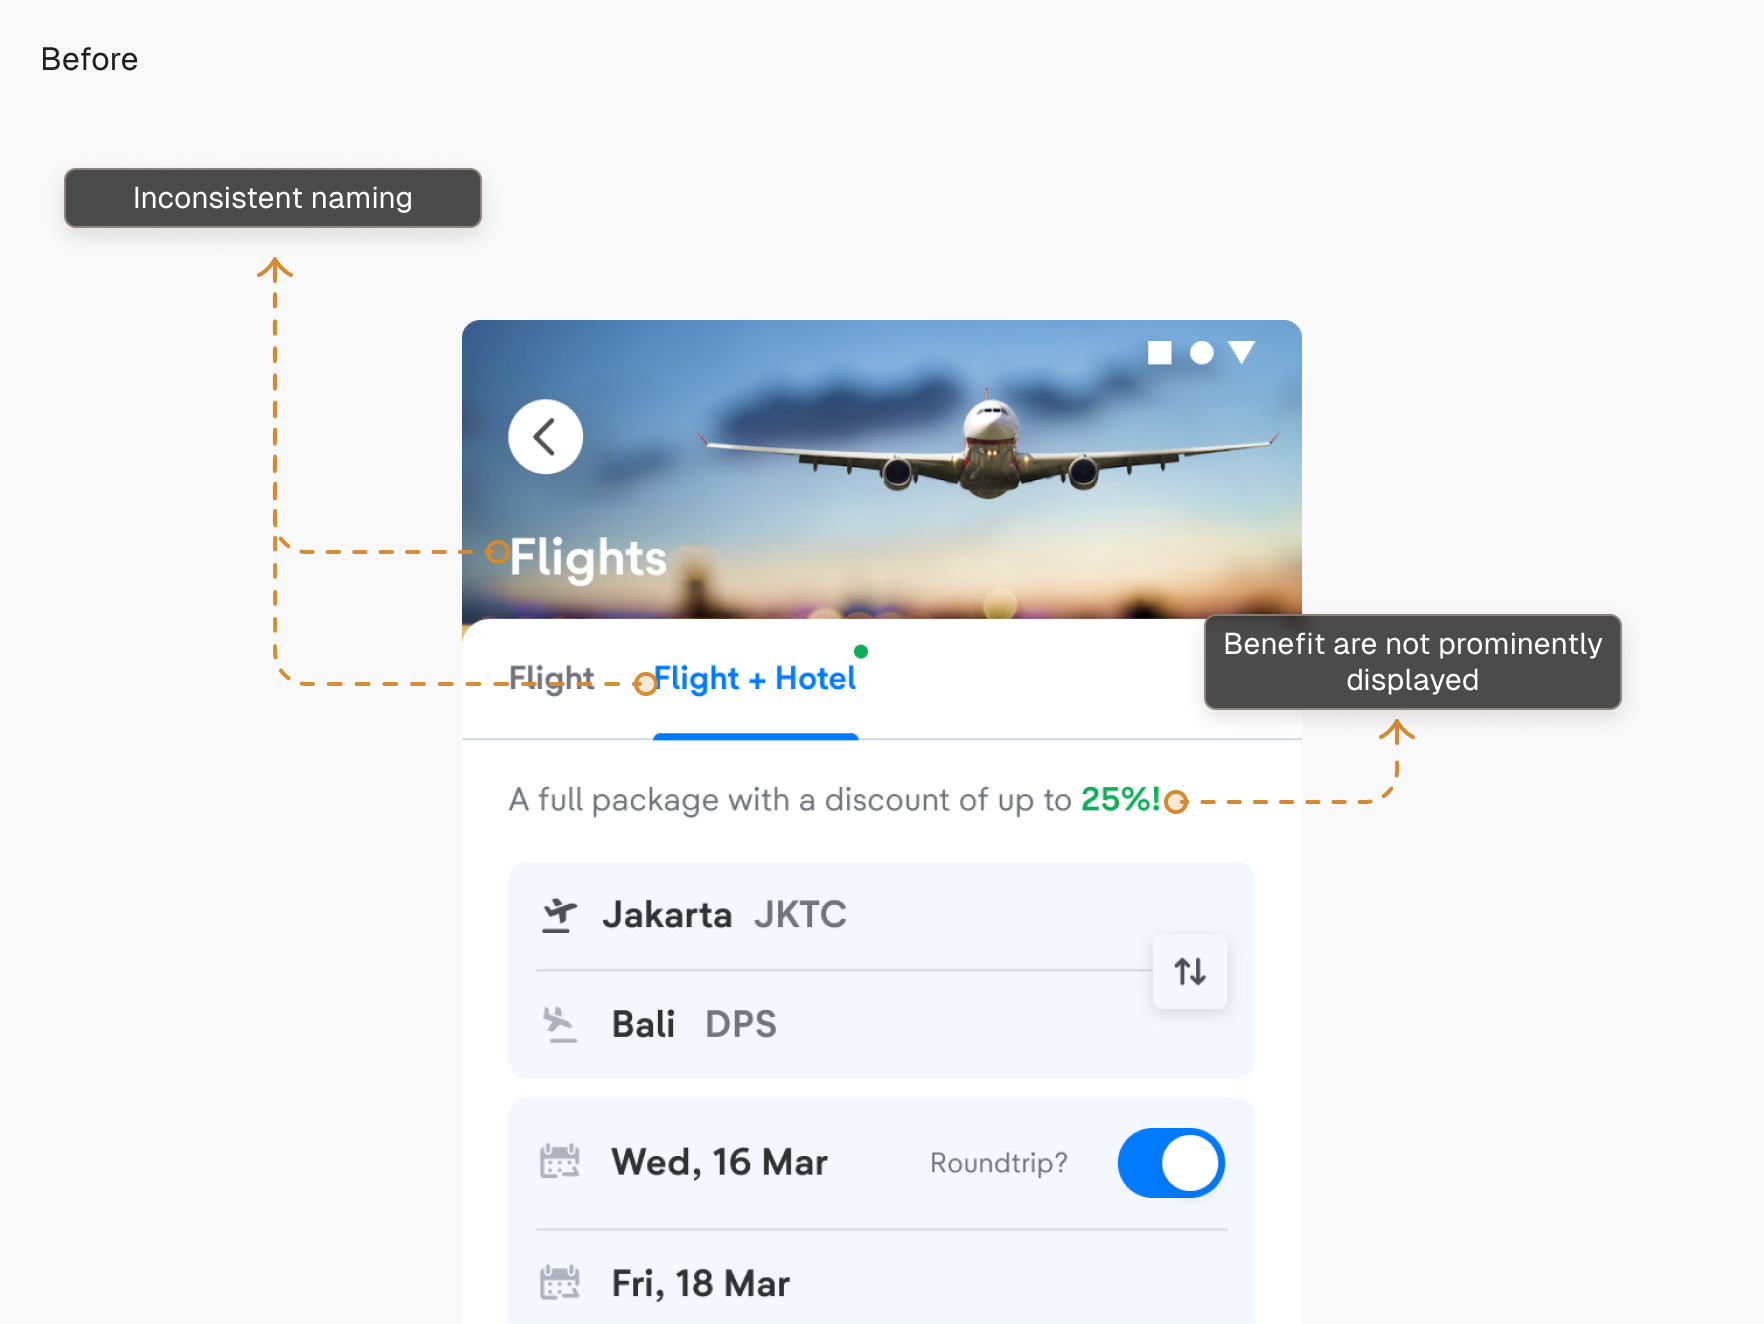 Before
Inconsistent naming
Flights
Flight
Flight + Hotel
Benefit are not prominently
displayed
A full package with a discount of up to 25%!
Jakarta JKTC
Bali DPS
Wed, 16 Mar Roundtrip?
Fri, 18 Mar